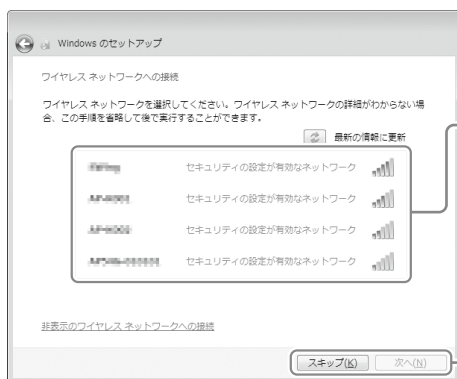 Windows のセットアップ
ワイヤレス ネットワークへの接続
ワイヤレス ネットワークを選択してください。ワイヤレス ネットワークの詳細がわからない場
合、この手順を省略して後で実行することができます。
最新の情報に更新
セキュリティの設定が有効なネットワーク
セキュリティの設定が有効なネットワーク
セキュリティの設定が有効なネットワーク
セキュリティの設定が有効なネットワーク
非表示のワイヤレス ネットワークへの接続
スキップ(K) 次へ(N)